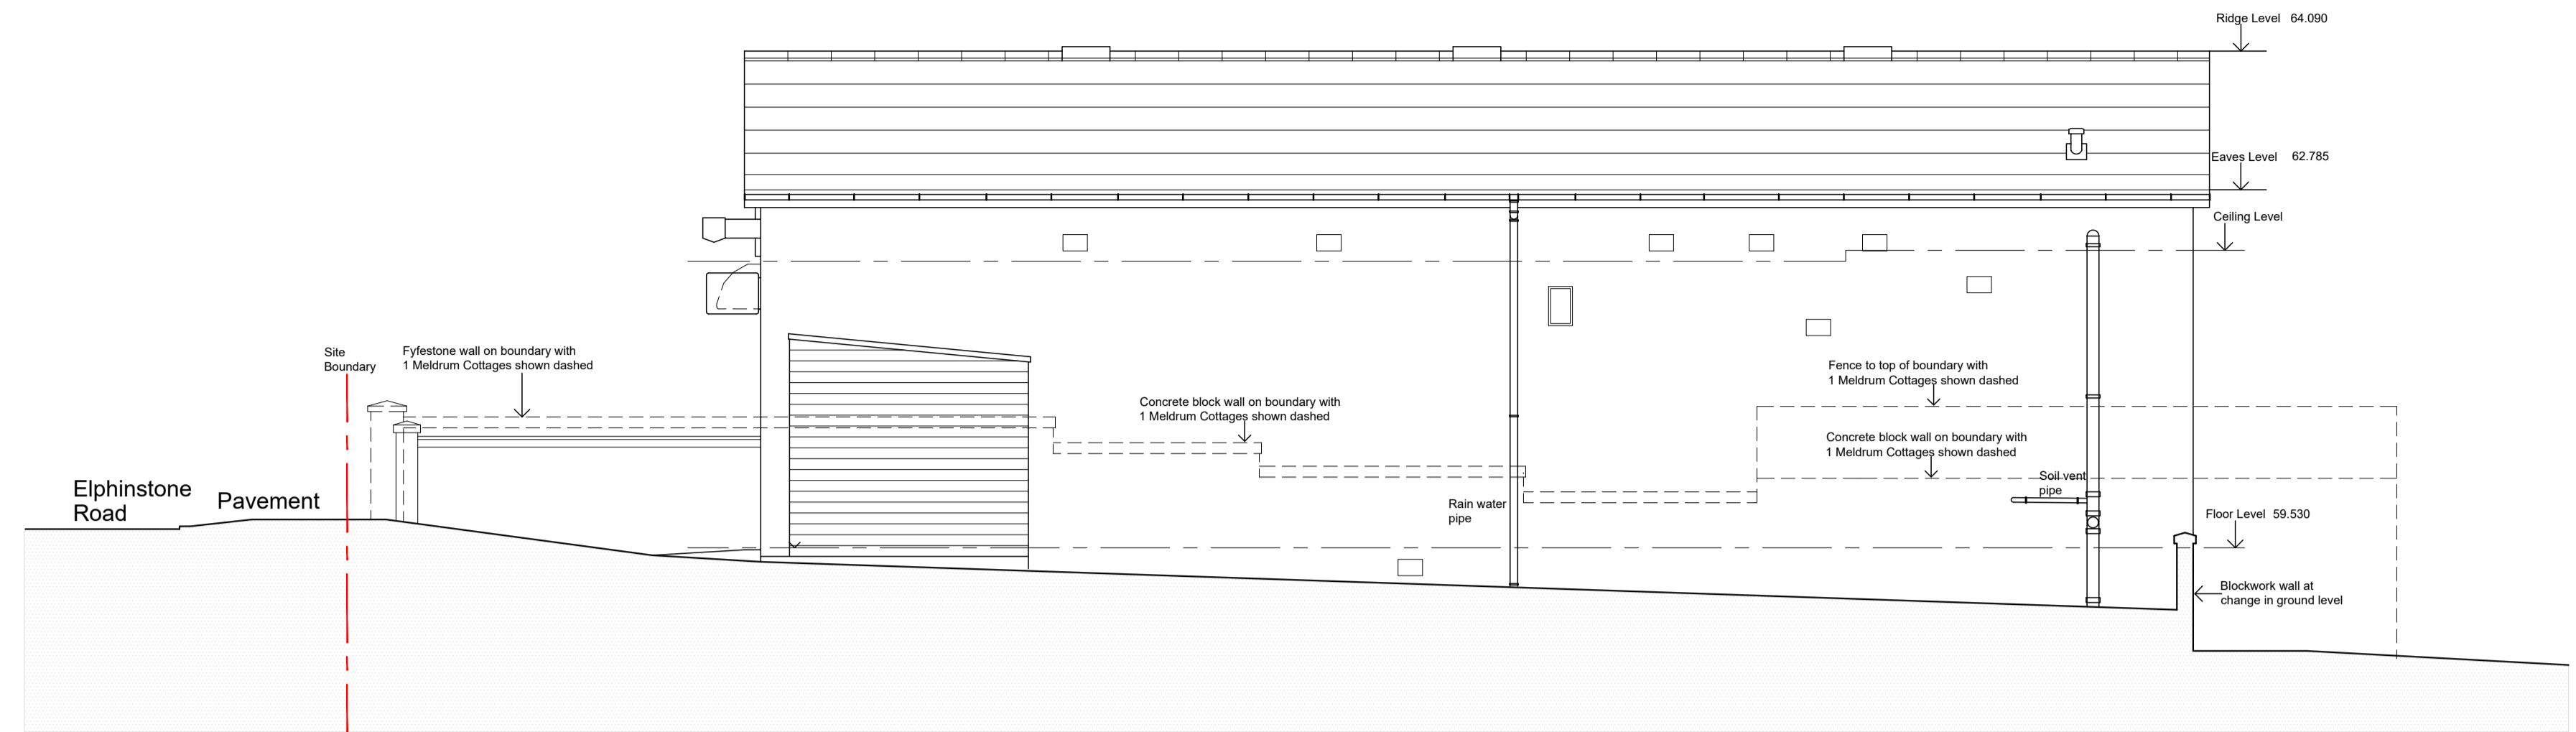 Ridge Level 64.090
Eaves Level 62.785
Ceiling Level
Site
Boundary
Fyfestone wall on boundary with
1 Meldrum Cottages shown dashed
Fence to top of boundary with
1 Meldrum Cottages shown dashed
Concrete block wall on boundary with
1 Meldrum Cottages shown dashed
Concrete block wall on boundary with
1 Meldrum Cottages shown dashed
Elphinstone
Road
Pavement
Soil vent
pipe
Rain water
pipe
Floor Level 59.530
Blockwork wall at
change in ground level